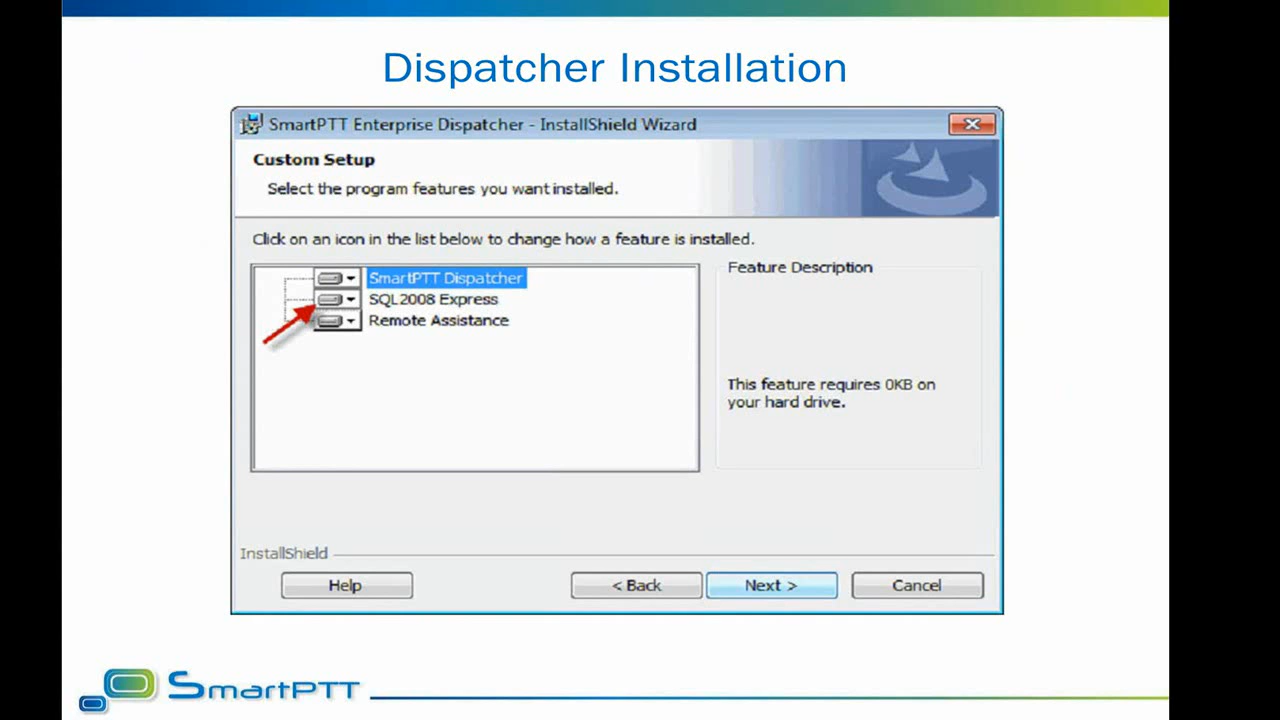 Dispatcher Installation
SmartPTT Enterprise Dispatcher - InstallShield Wizard
Custom Setup
Select the program features you want installed.
Click on an icon in the list below to change how a feature is installed.
SmartPTT Dispatcher
SQL2008 Express
Remote Assistance
Feature Description
This feature requires 0KB on
your hard drive.
InstallShield
Help
< Back
Next >
Cancel
SmartPTT